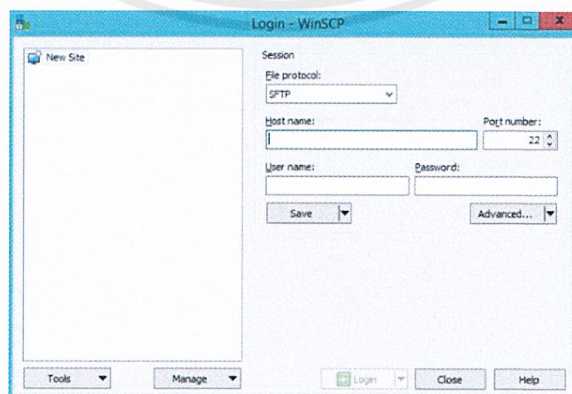 Login - WinSCP
New Site
Session
File protocol:
SFTP
Host name:
Port number:
22
User name:
Password:
Save
Advanced...
Tools
Manage
Login
Close
Help